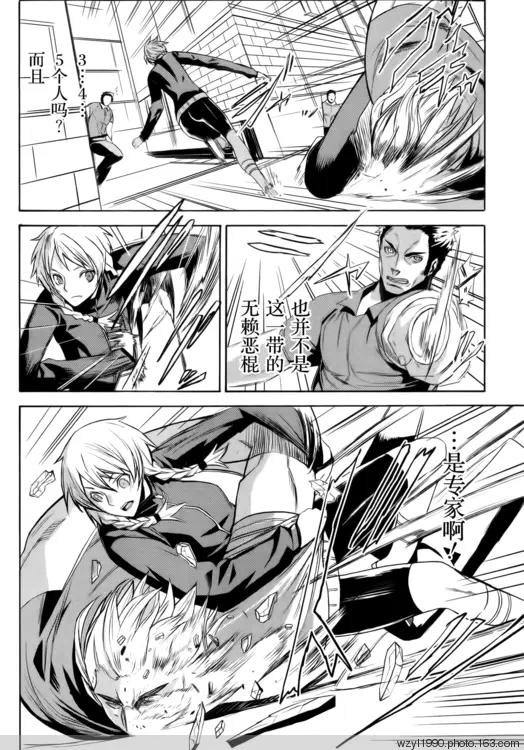 3…4…
5个人吗？
而且
也并不是
这一带的
无赖恶棍
…是专家啊！
wzyl1990.photo.163.com